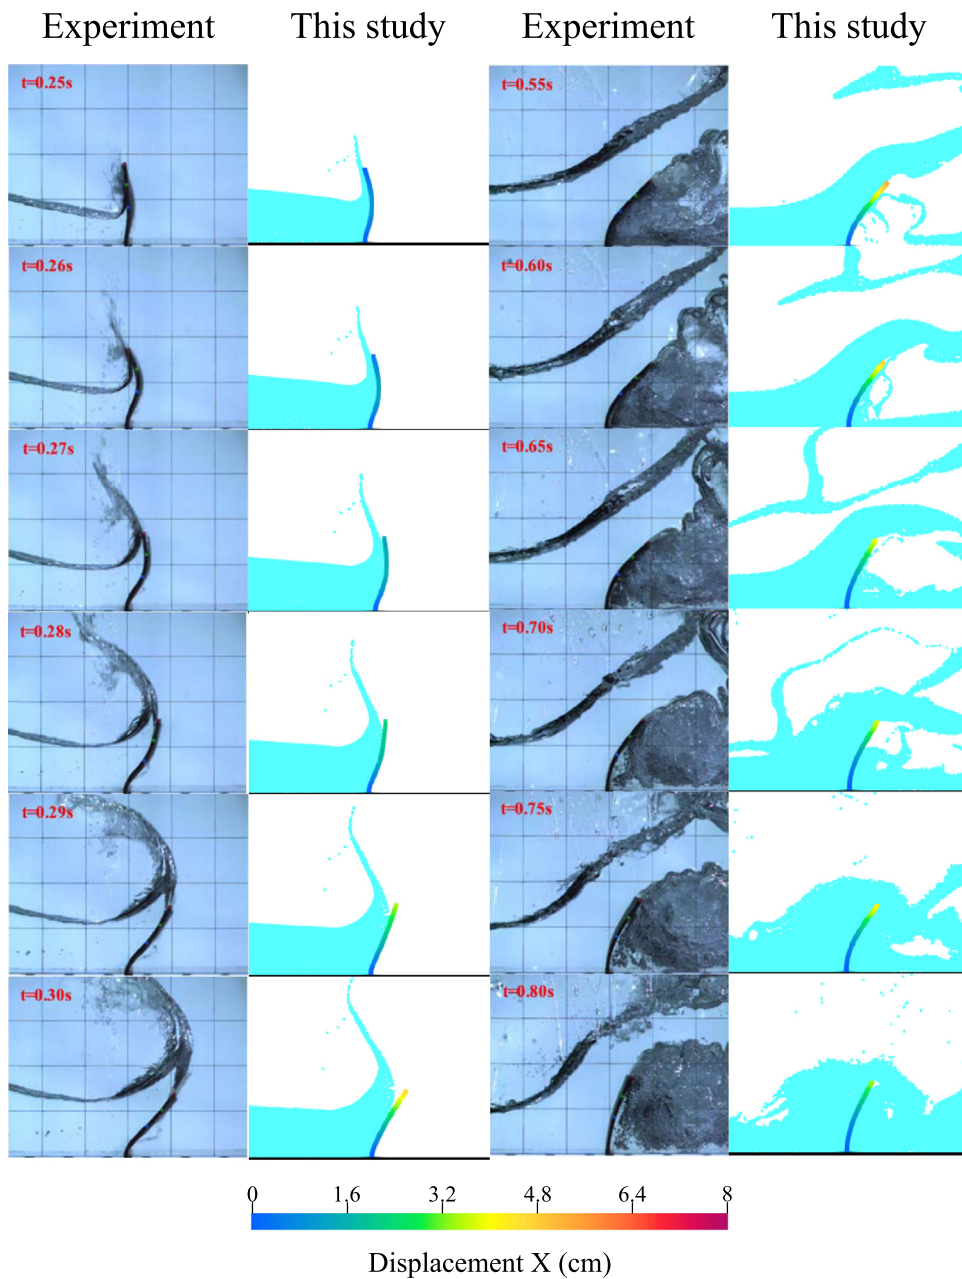 Experiment This study Experiment This study
t=0.25s t=0.55s
t=0.26s t=0.60s
t=0.27s t=0.65s
t=0.28s t=0.70s
t=0.29s t=0.75s
t=0.30s t=0.80s
0 1.6 3.2 4.8 6.4 8
Displacement X (cm)